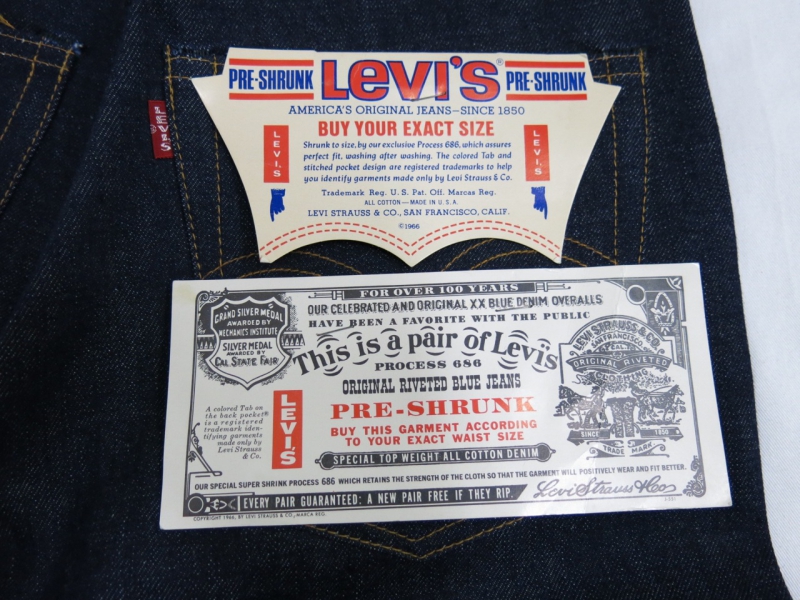 PRE-SHRUNK LEVI'S® PRE-SHRUNK
AMERICA'S ORIGINAL JEANS—SINCE 1850
BUY YOUR EXACT SIZE
Shrunk to size, by our exclusive Process 686, which assures
perfect fit, washing after washing. The colored Tab and
stitched pocket design are registered trademarks to help
you identify garments made only by Levi Strauss & Co.
LEVI'S
LEVI'S
Trademark Reg. U.S. Pat. Off. Marcas Reg.
ALL COTTON—MADE IN U.S.A.
LEVI STRAUSS & CO., SAN FRANCISCO, CALIF.
©1966
LEVI'S
FOR OVER 100 YEARS
OUR CELEBRATED AND ORIGINAL XX BLUE DENIM OVERALLS
HAVE BEEN A FAVORITE WITH THE PUBLIC
This is a pair of Levi's
PROCESS 686
ORIGINAL RIVETED BLUE JEANS
PRE-SHRUNK
BUY THIS GARMENT ACCORDING
TO YOUR EXACT WAIST SIZE
SPECIAL TOP WEIGHT ALL COTTON DENIM
GRAND SILVER MEDAL
AWARDED BY
MECHANICS INSTITUTE
SILVER MEDAL
AWARDED BY
CAL STATE FAIR
A colored Tab on
the back pocket®
is a registered
trademark iden-
tifying garments
made only by
Levi Strauss
& Co.
LEVI'S
LEVI STRAUSS & CO.
SAN FRANCISCO
CAL
ORIGINAL RIVETED
CLOTHING
SINCE 1850
TRADE MARK
OUR SPECIAL SUPER SHRINK PROCESS 686 WHICH RETAINS THE STRENGTH OF THE CLOTH SO THAT THE GARMENT WILL POSITIVELY WEAR AND FIT BETTER.
EVERY PAIR GUARANTEED: A NEW PAIR FREE IF THEY RIP.
Levi Strauss & Co
COPYRIGHT 1966, BY LEVI STRAUSS & CO., MARCA REG.